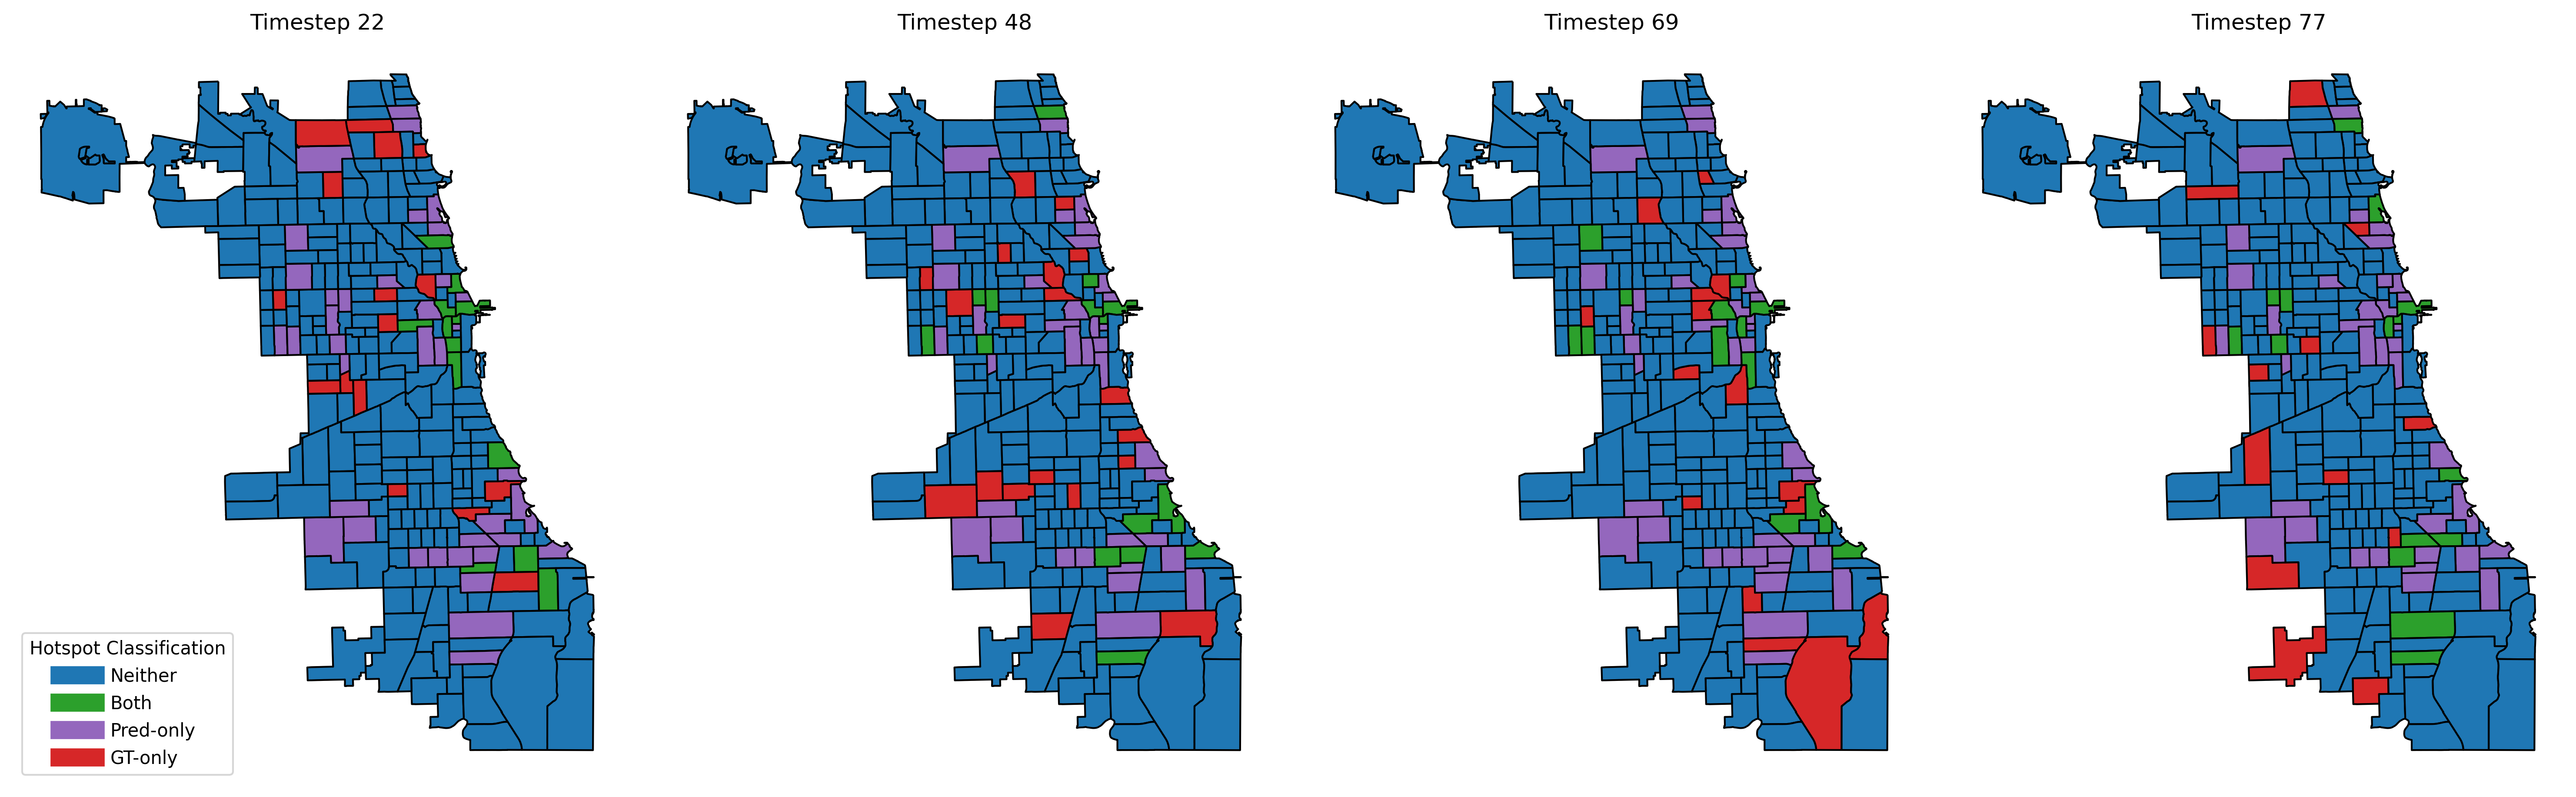 Timestep 22
Timestep 48
Timestep 69
Timestep 77
Hotspot Classification
Neither
Both
Pred-only
GT-only